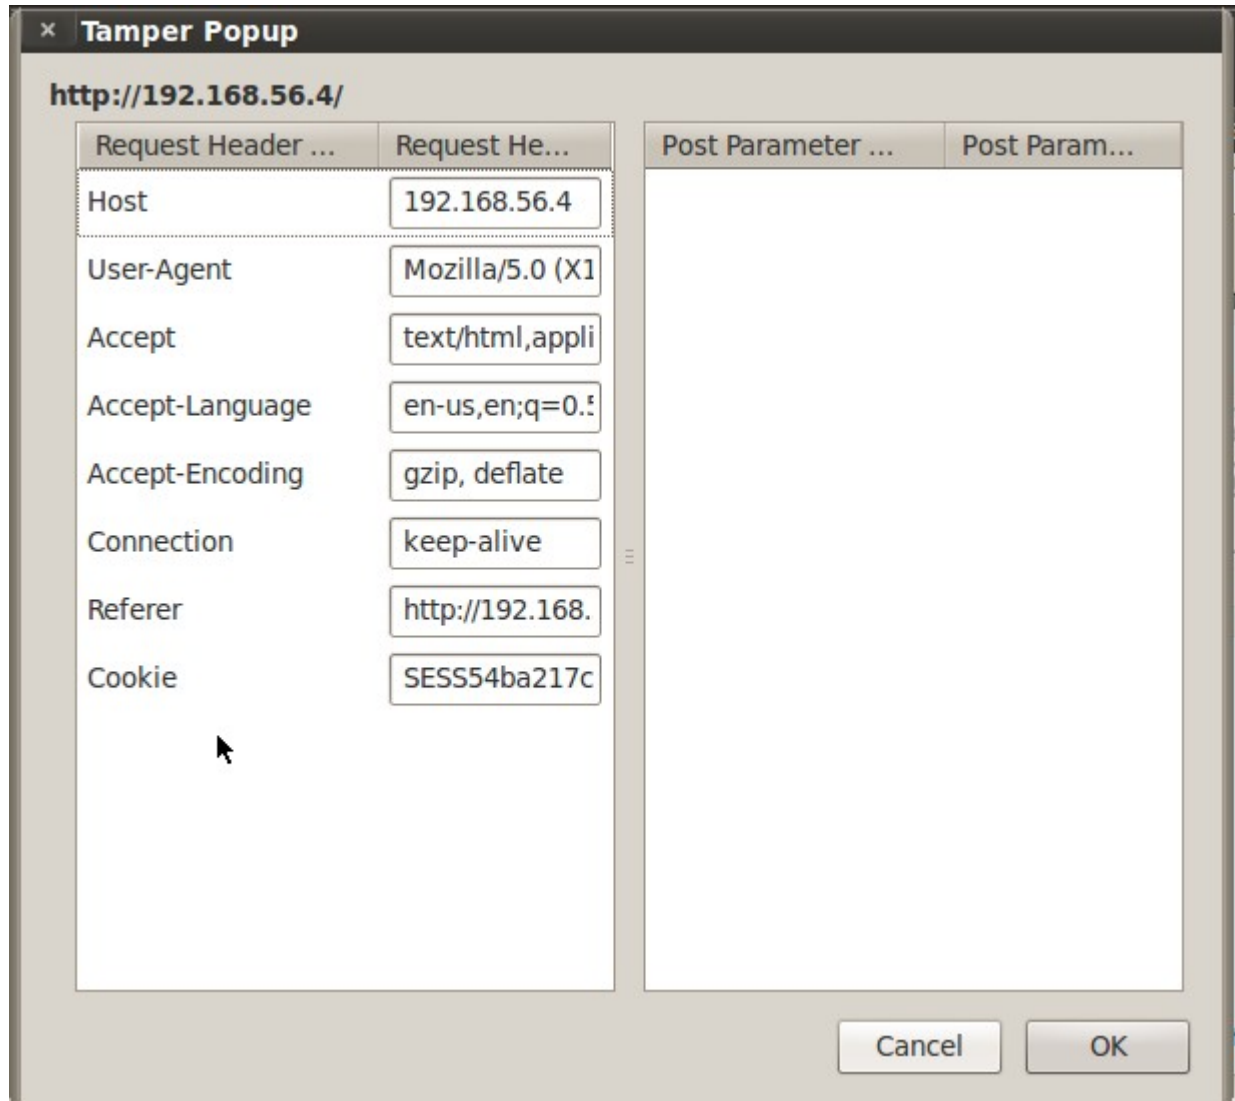 × Tamper Popup
http://192.168.56.4/
Request Header ... Request He... Post Parameter ... Post Param...
Host 192.168.56.4
User-Agent Mozilla/5.0 (X1
Accept text/html,appli
Accept-Language en-us,en;q=0.5
Accept-Encoding gzip, deflate
Connection keep-alive
Referer http://192.168.
Cookie SESS54ba217c
Cancel OK